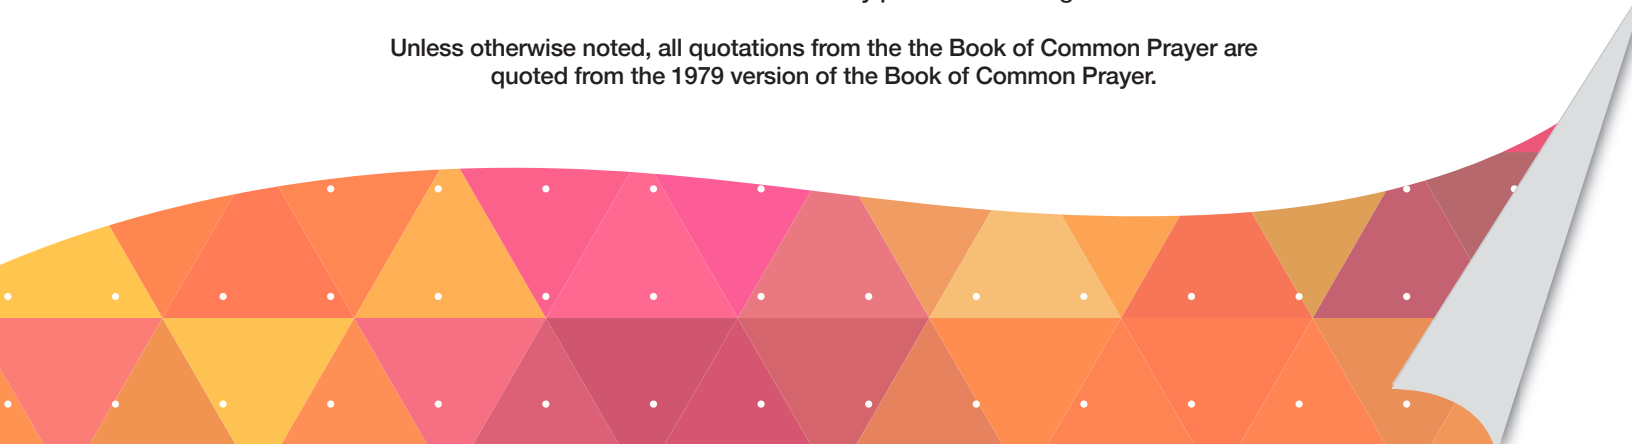 Unless otherwise noted, all quotations from the the Book of Common Prayer are
quoted from the 1979 version of the Book of Common Prayer.